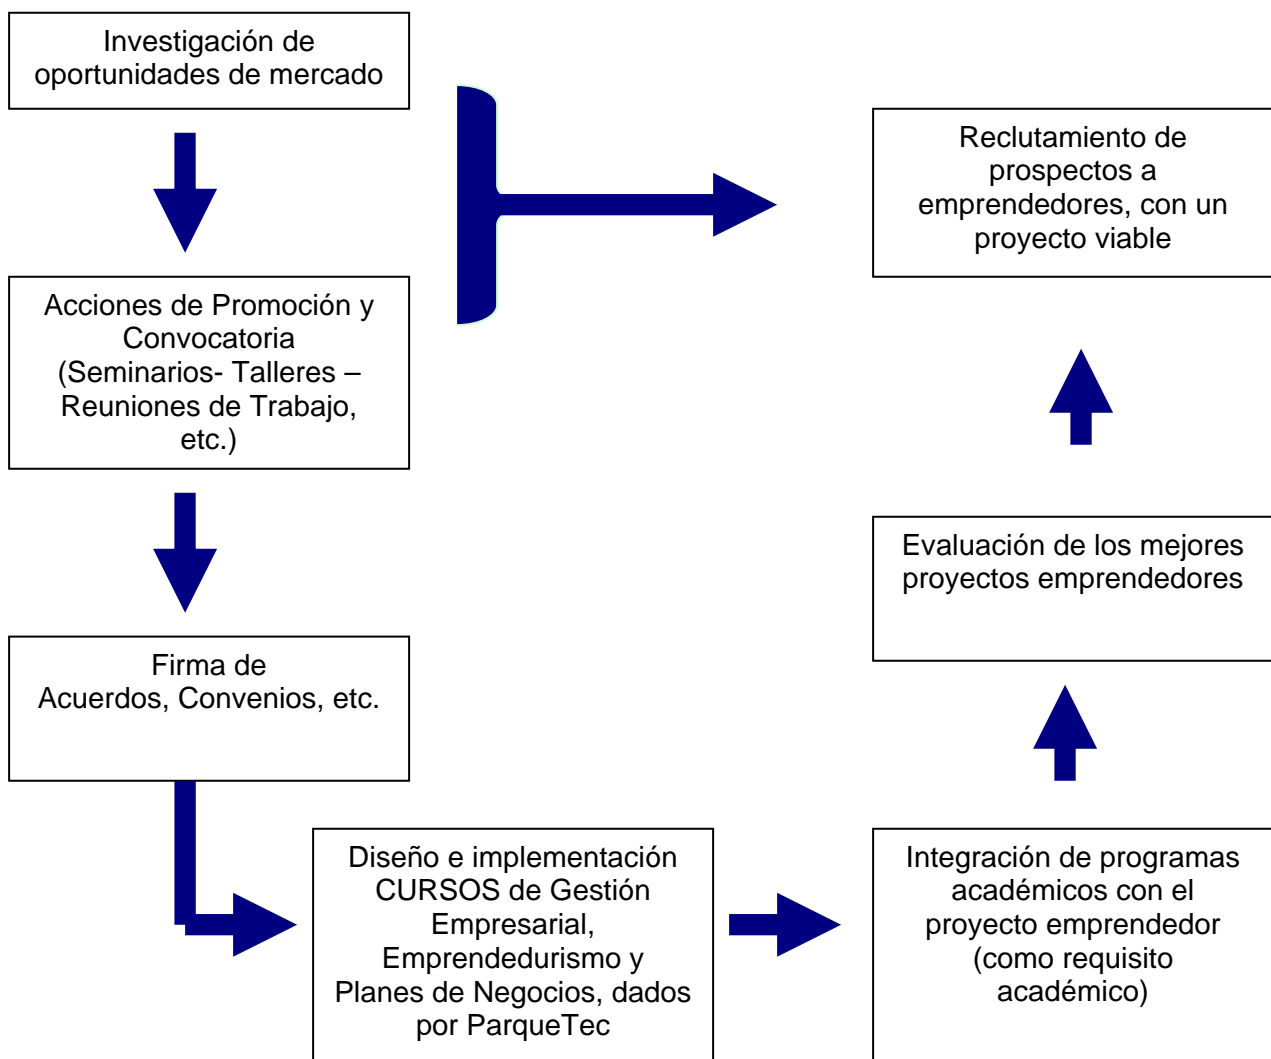 Investigación de
oportunidades de mercado
Acciones de Promoción y
Convocatoria
(Seminarios- Talleres –
Reuniones de Trabajo,
etc.)
Firma de
Acuerdos, Convenios, etc.
Diseño e implementación
CURSOS de Gestión
Empresarial,
Emprendedurismo y
Planes de Negocios, dados
por ParqueTec
Integración de programas
académicos con el
proyecto emprendedor
(como requisito
académico)
Evaluación de los mejores
proyectos emprendedores
Reclutamiento de
prospectos a
emprendedores, con un
proyecto viable